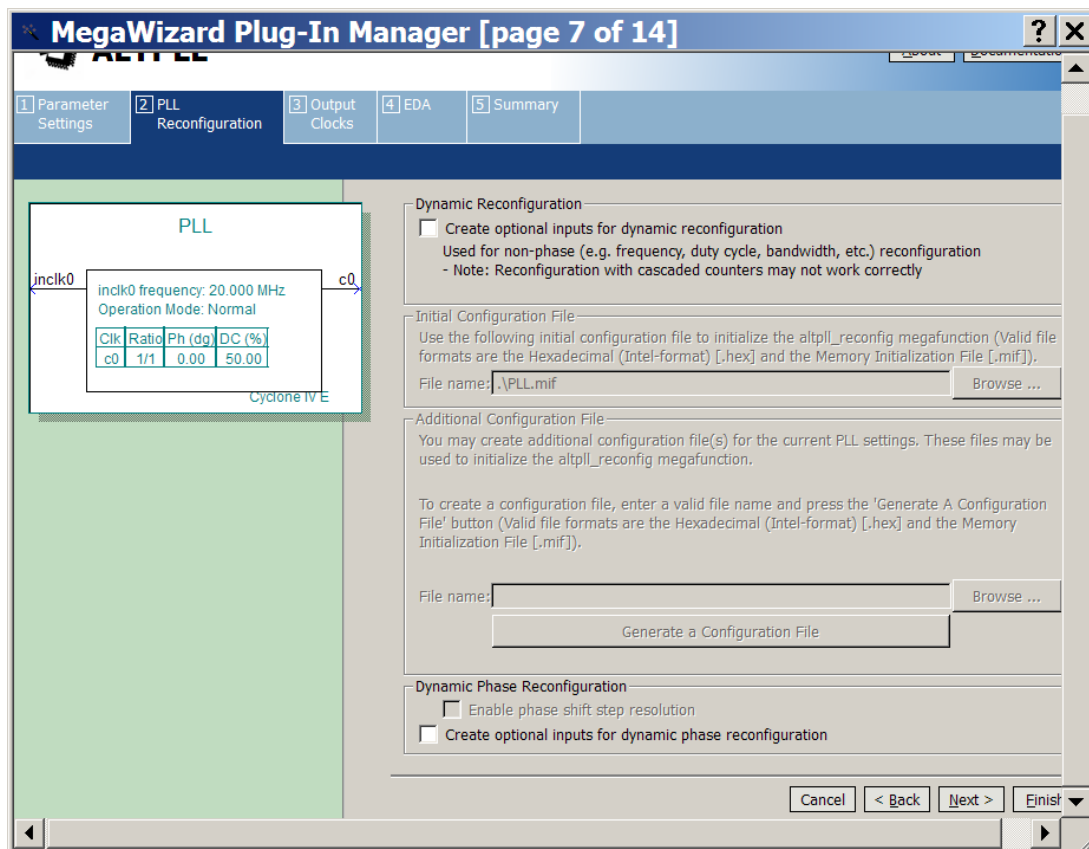 MegaWizard Plug-In Manager [page 7 of 14]
ALTPLL
About
Documentatio
1 Parameter Settings
2 PLL Reconfiguration
3 Output Clocks
4 EDA
5 Summary
PLL
inclk0
c0
inclk0 frequency: 20.000 MHz
Operation Mode: Normal
Clk Ratio Ph (dg) DC (%)
c0 1/1 0.00 50.00
Cyclone IV E
Dynamic Reconfiguration
Create optional inputs for dynamic reconfiguration
Used for non-phase (e.g. frequency, duty cycle, bandwidth, etc.) reconfiguration
- Note: Reconfiguration with cascaded counters may not work correctly
Initial Configuration File
Use the following initial configuration file to initialize the altpll_reconfig megafunction (Valid file
formats are the Hexadecimal (Intel-format) [.hex] and the Memory Initialization File [.mif]).
File name: .\PLL.mif
Browse ...
Additional Configuration File
You may create additional configuration file(s) for the current PLL settings. These files may be
used to initialize the altpll_reconfig megafunction.
To create a configuration file, enter a valid file name and press the 'Generate A Configuration
File' button (Valid file formats are the Hexadecimal (Intel-format) [.hex] and the Memory
Initialization File [.mif]).
File name:
Browse ...
Generate a Configuration File
Dynamic Phase Reconfiguration
Enable phase shift step resolution
Create optional inputs for dynamic phase reconfiguration
Cancel
< Back
Next >
Finish